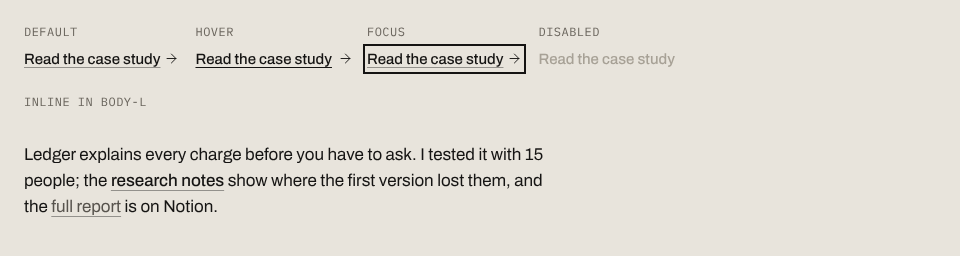 DEFAULT
HOVER
FOCUS
DISABLED
Read the case study →
Read the case study →
Read the case study →
Read the case study
INLINE IN BODY-L
Ledger explains every charge before you have to ask. I tested it with 15
people; the research notes show where the first version lost them, and
the full report is on Notion.